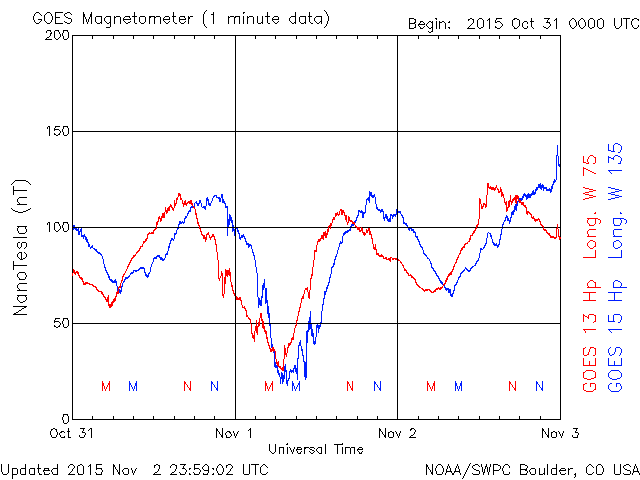 GOES Magnetometer (1 minute data)
Begin: 2015 Oct 31 0000 UTC
200
150
100
50
0
NanoTesla (nT)
M M N N M M N N M M N N
Oct 31 Nov 1 Nov 2 Nov 3
Universal Time
GOES 13 Hp Long. W 75
GOES 15 Hp Long. W 135
Updated 2015 Nov 2 23:59:02 UTC
NOAA/SWPC Boulder, CO USA